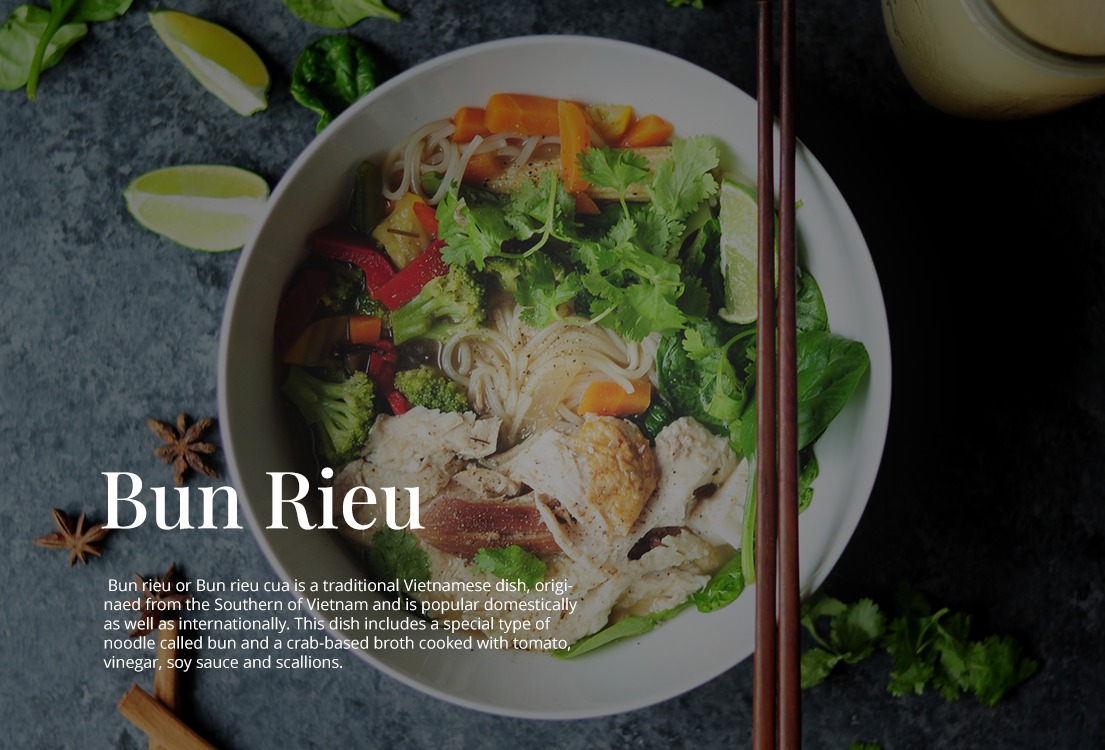 Bun Rieu
Bun rieu or Bun rieu cua is a traditional Vietnamese dish, origi-
naed from the Southern of Vietnam and is popular domestically
as well as internationally. This dish includes a special type of
noodle called bun and a crab-based broth cooked with tomato,
vinegar, soy sauce and scallions.